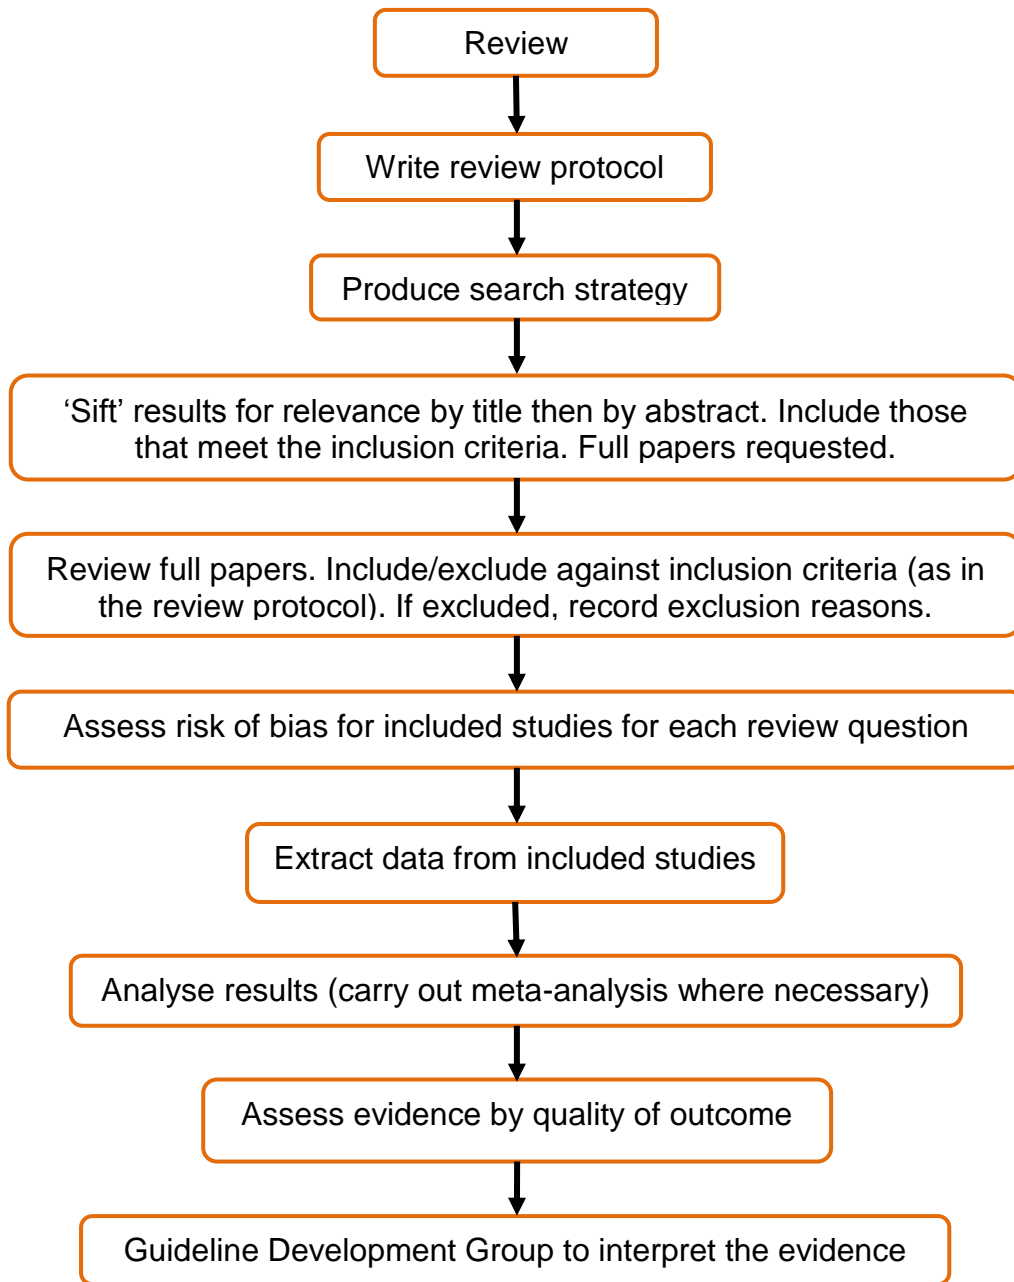 Review
Write review protocol
Produce search strategy
‘Sift’ results for relevance by title then by abstract. Include those
that meet the inclusion criteria. Full papers requested.
Review full papers. Include/exclude against inclusion criteria (as in
the review protocol). If excluded, record exclusion reasons.
Assess risk of bias for included studies for each review question
Extract data from included studies
Analyse results (carry out meta-analysis where necessary)
Assess evidence by quality of outcome
Guideline Development Group to interpret the evidence